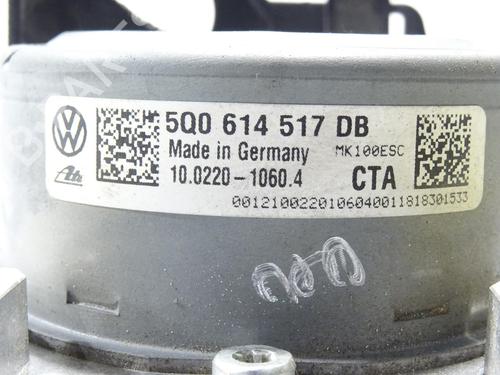 5Q0 614 517 DB
Made in Germany MK100ESC
10.0220-1060.4 CTA
0012100220106040011818301533